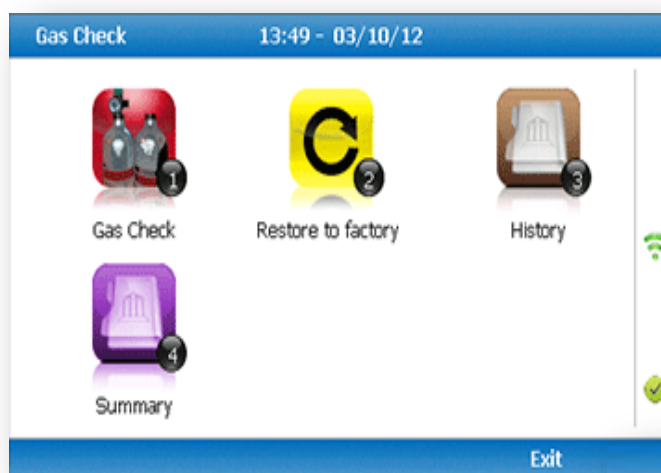 Gas Check 13:49 - 03/10/12
1 2 3
Gas Check Restore to factory History
4
Summary
Exit